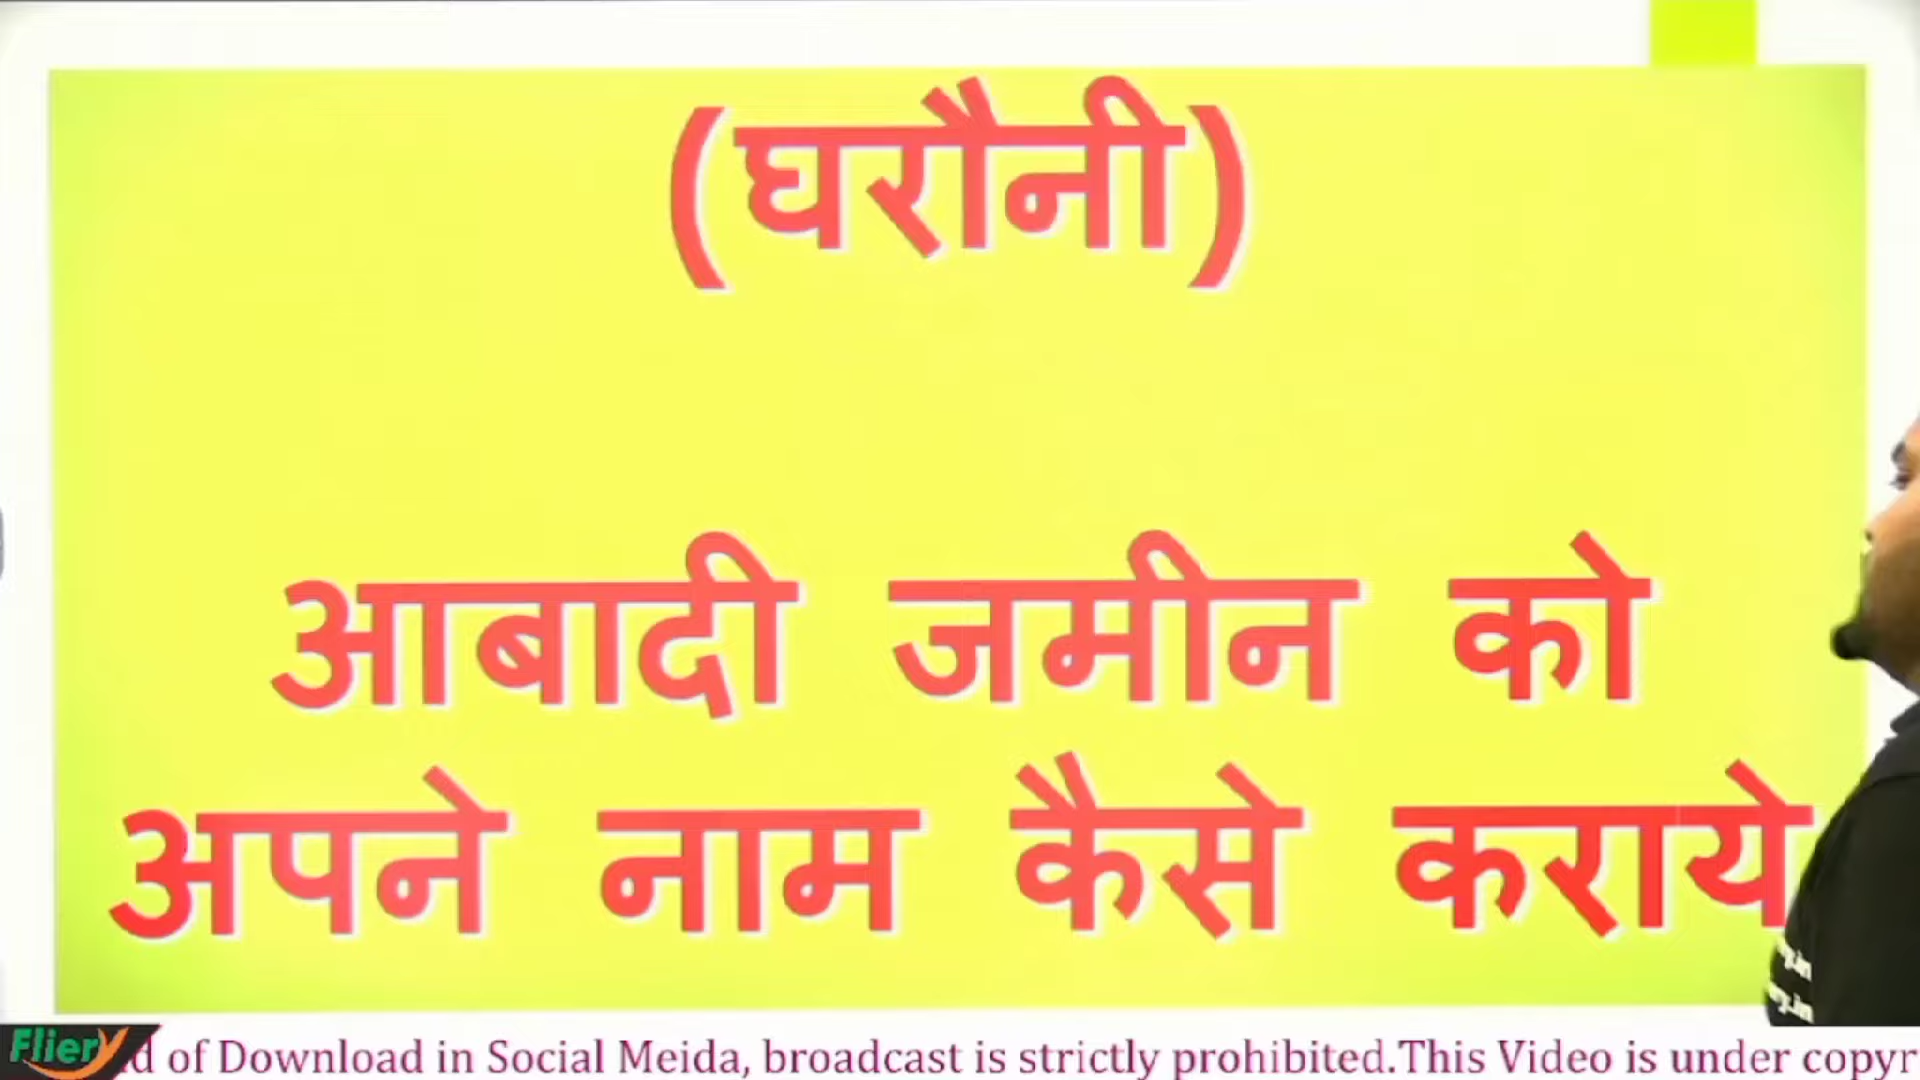 (घरौनी)
आबादी जमीन को
अपने नाम कैसे कराये
Fliery
d of Download in Social Meida, broadcast is strictly prohibited.This Video is under copyr